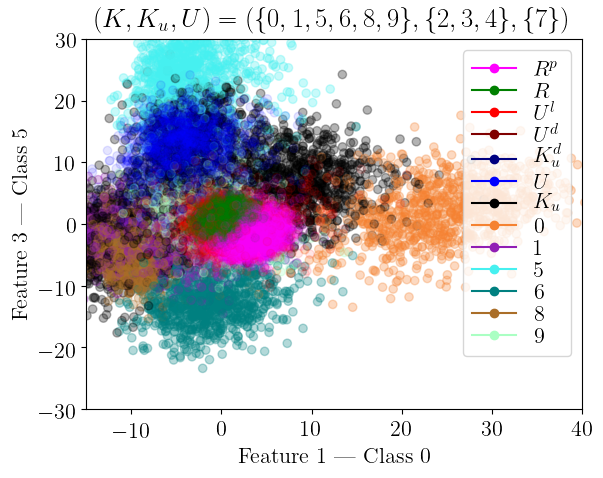 (K, K_u, U) = ({0, 1, 5, 6, 8, 9}, {2, 3, 4}, {7})
30
20
10
0
−10
−20
−30
Feature 3 — Class 5
−10 0 10 20 30 40
Feature 1 — Class 0
R^p
R
U^l
U^d
K_u^d
U
K_u
0
1
5
6
8
9